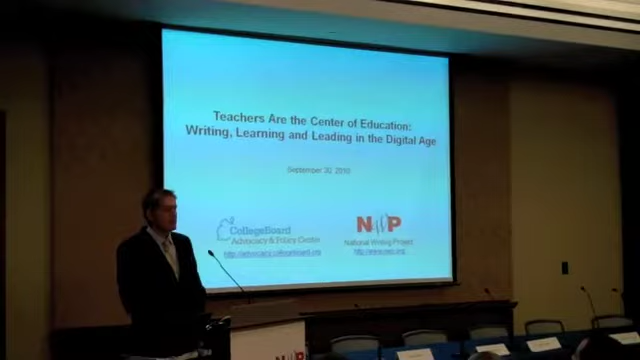 Teachers Are the Center of Education:
Writing, Learning and Leading in the Digital Age
September 30, 2010
CollegeBoard
Advocacy & Policy Center
http://advocacy.collegeboard.org
NWP
National Writing Project
http://www.nwp.org
NWP